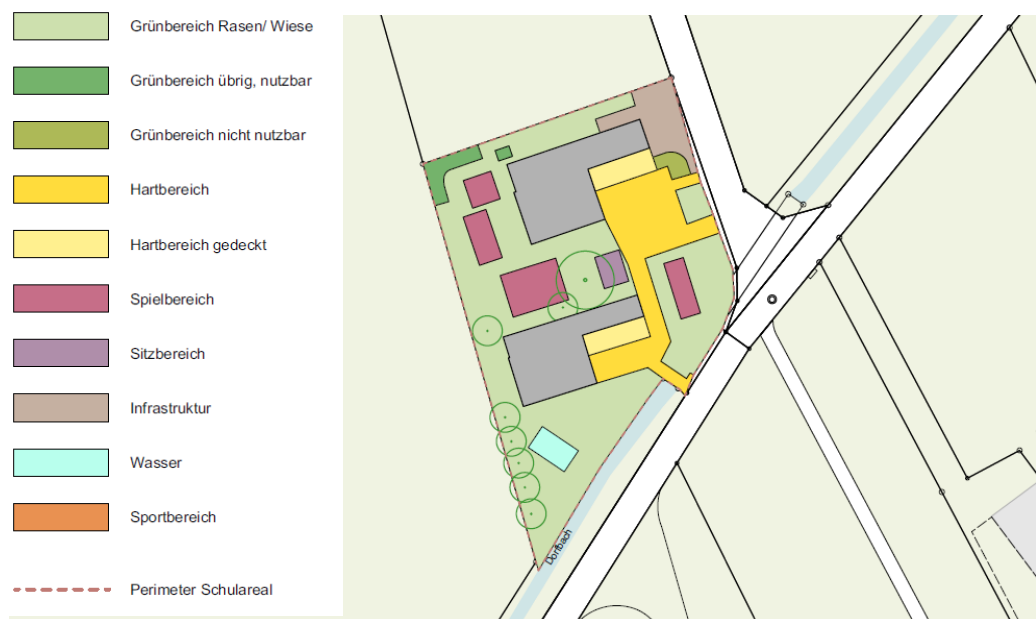 Grünbereich Rasen/ Wiese
Grünbereich übrig, nutzbar
Grünbereich nicht nutzbar
Hartbereich
Hartbereich gedeckt
Spielbereich
Sitzbereich
Infrastruktur
Wasser
Sportbereich
Perimeter Schulareal
Dorfbach